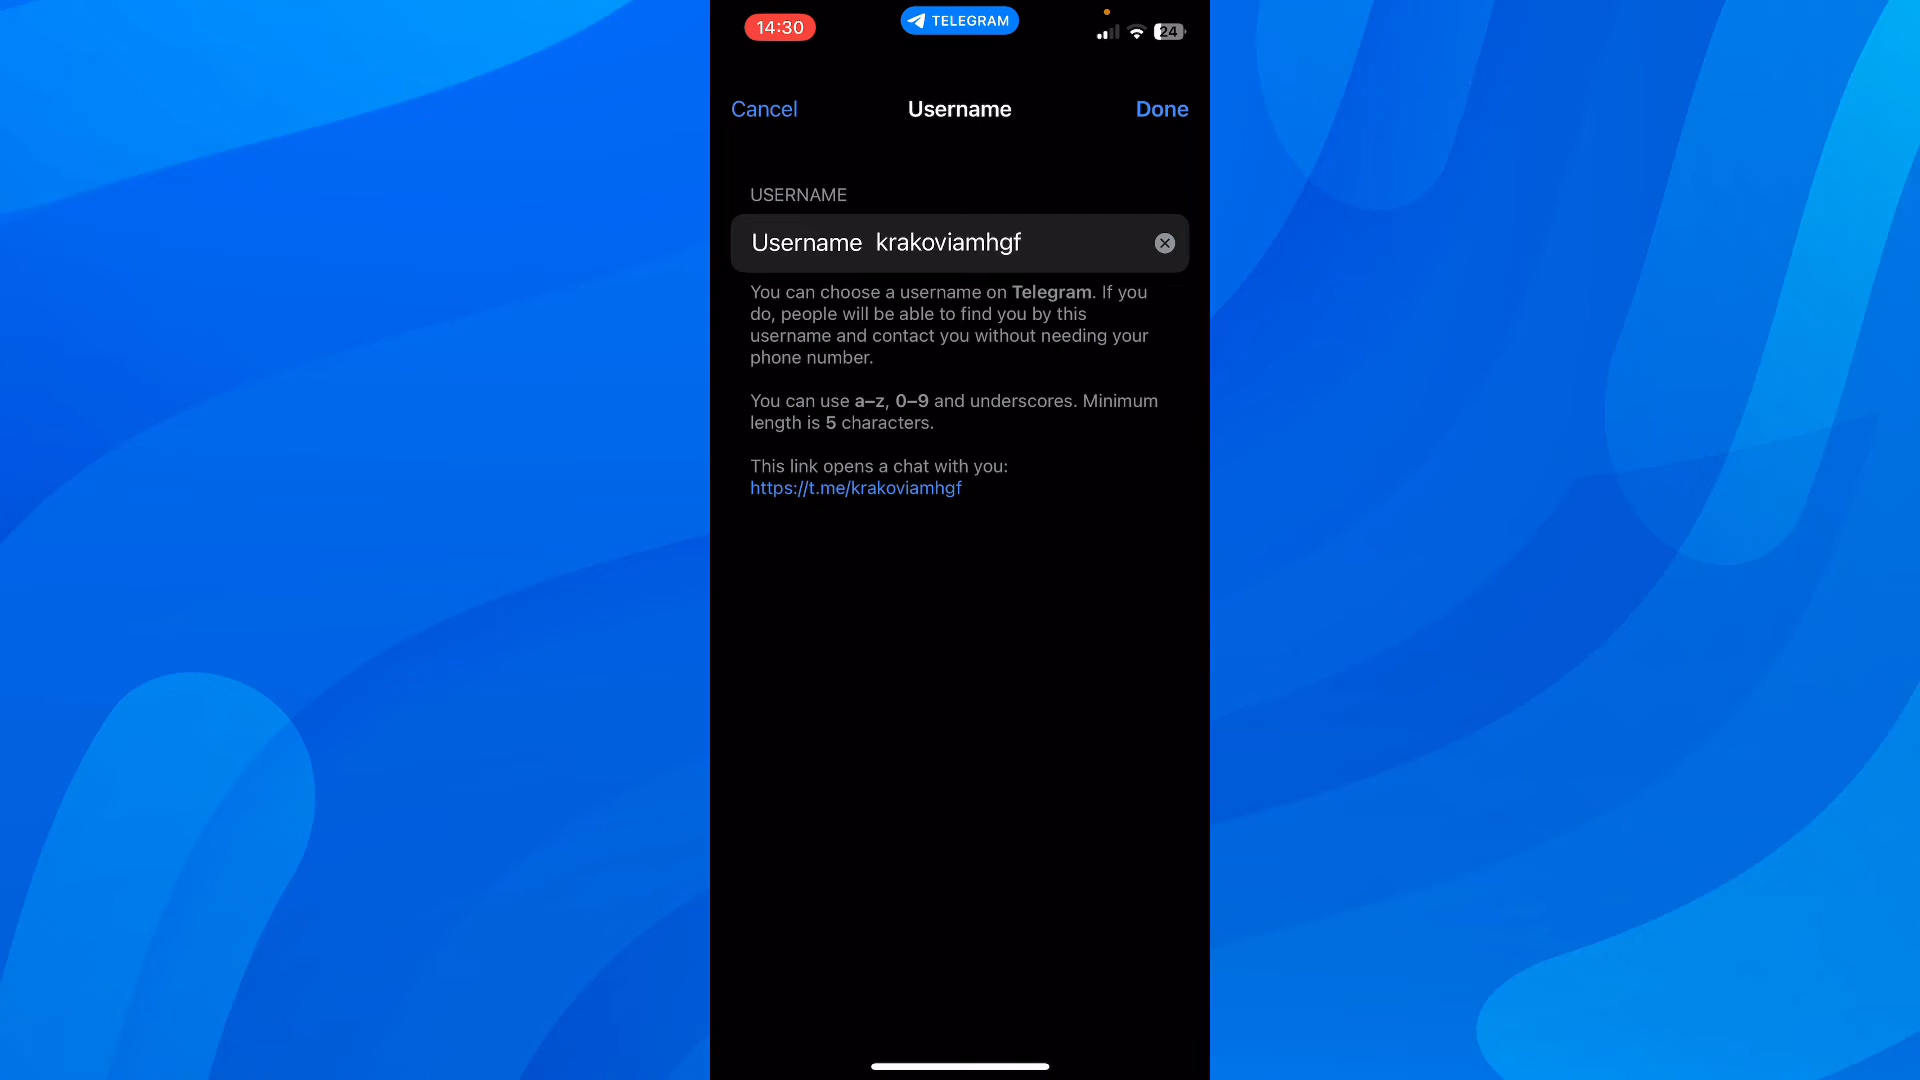 14:30
TELEGRAM
24
Cancel
Username
Done
USERNAME
Username krakoviamhgf
You can choose a username on Telegram. If you
do, people will be able to find you by this
username and contact you without needing your
phone number.
You can use a–z, 0–9 and underscores. Minimum
length is 5 characters.
This link opens a chat with you:
https://t.me/krakoviamhgf